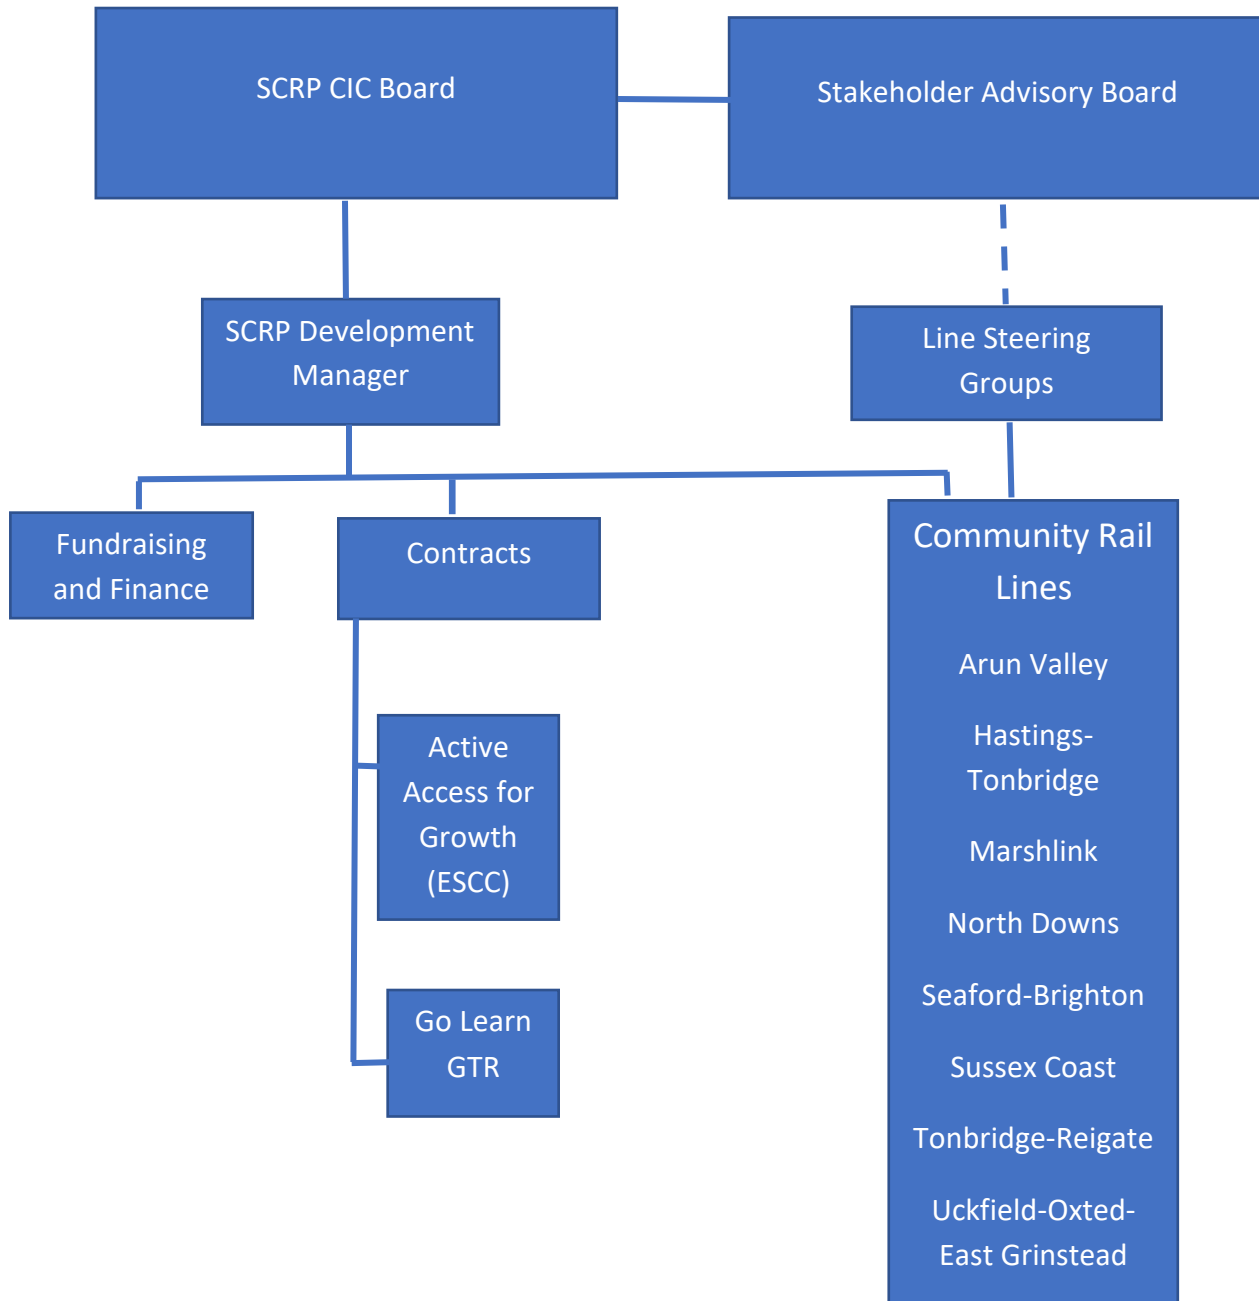 SCRP CIC Board
Stakeholder Advisory Board
SCRP Development
Manager
Line Steering
Groups
Fundraising
and Finance
Contracts
Community Rail
Lines
Arun Valley
Hastings-
Tonbridge
Marshlink
North Downs
Seaford-Brighton
Sussex Coast
Tonbridge-Reigate
Uckfield-Oxted-
East Grinstead
Active
Access for
Growth
(ESCC)
Go Learn
GTR